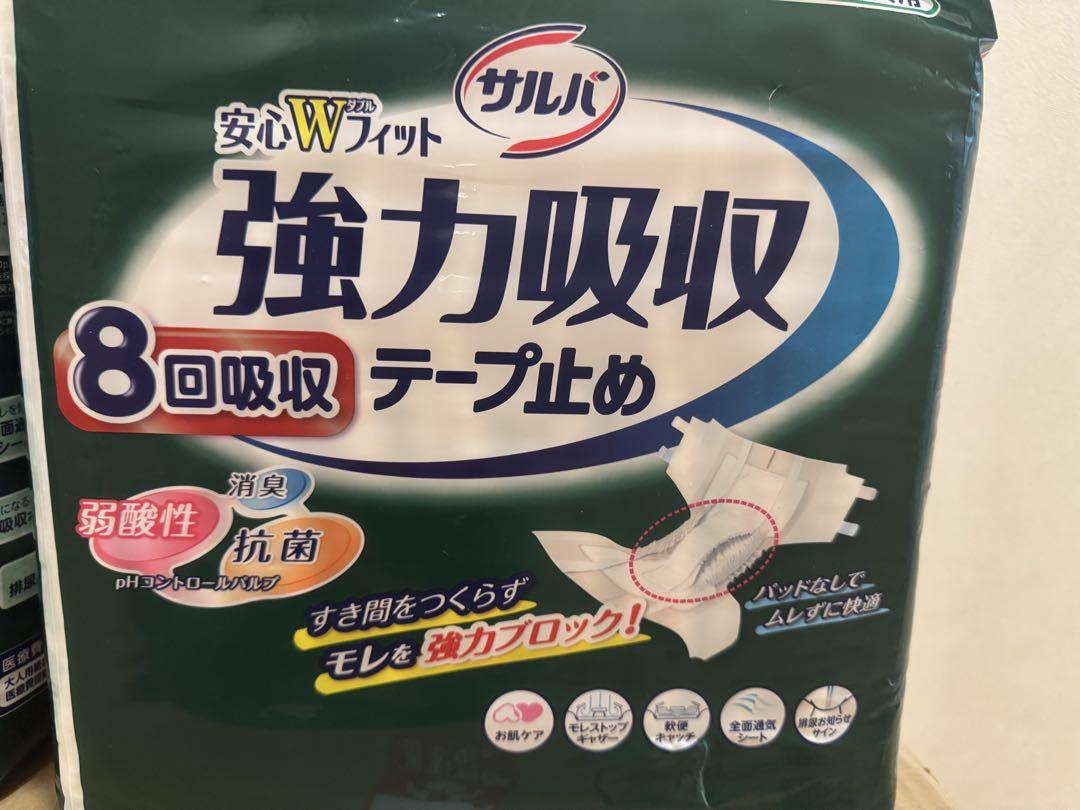 サルバ
安心Wフィット
ダブル
強力吸収
8回吸収
テープ止め
消臭
弱酸性
抗菌
pHコントロールパルプ
すき間をつくらず
モレを強力ブロック!
パッドなしで
ムレずに快適
お肌ケア
モレストップ
ギャザー
軟便
キャッチ
全面通気
シート
排尿お知らせ
サイン